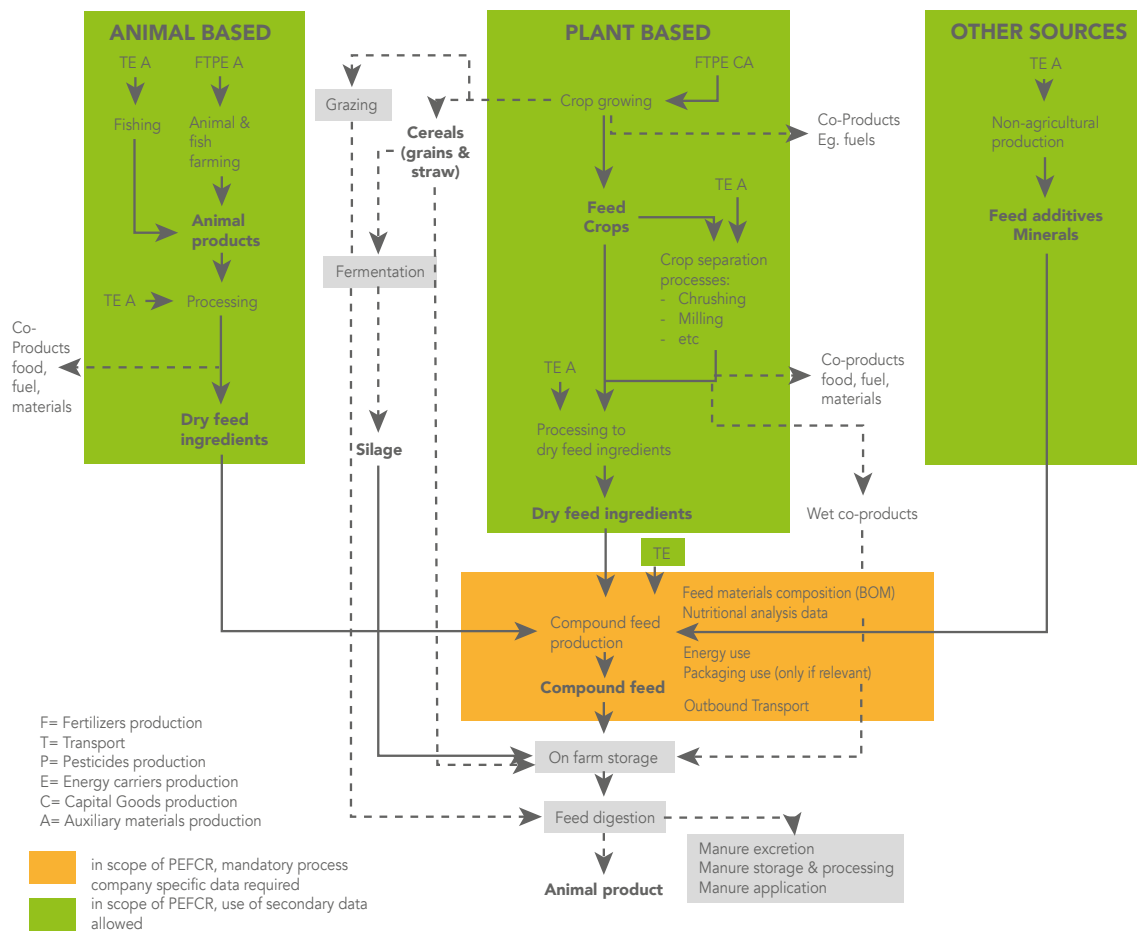 ANIMAL BASED
TE A
FTPE A
Fishing
Animal &
fish
farming
Animal
products
TE A
Processing
Co-
Products
food,
fuel,
materials
Dry feed
ingredients
Grazing
Cereals
(grains &
straw)
Fermentation
Silage
PLANT BASED
FTPE CA
Crop growing
Co-Products
Eg. fuels
TE A
Feed
Crops
Crop separation
processes:
- Chrushing
- Milling
- etc
TE A
Co-products
food, fuel,
materials
Processing to
dry feed ingredients
Dry feed ingredients
Wet co-products
OTHER SOURCES
TE A
Non-agricultural
production
Feed additives
Minerals
TE
Feed materials composition (BOM)
Nutritional analysis data
Compound feed
production
Energy use
Packaging use (only if relevant)
Compound feed
Outbound Transport
On farm storage
Feed digestion
Manure excretion
Manure storage & processing
Manure application
Animal product
F= Fertilizers production
T= Transport
P= Pesticides production
E= Energy carriers production
C= Capital Goods production
A= Auxiliary materials production
in scope of PEFCR, mandatory process
company specific data required
in scope of PEFCR, use of secondary data
allowed